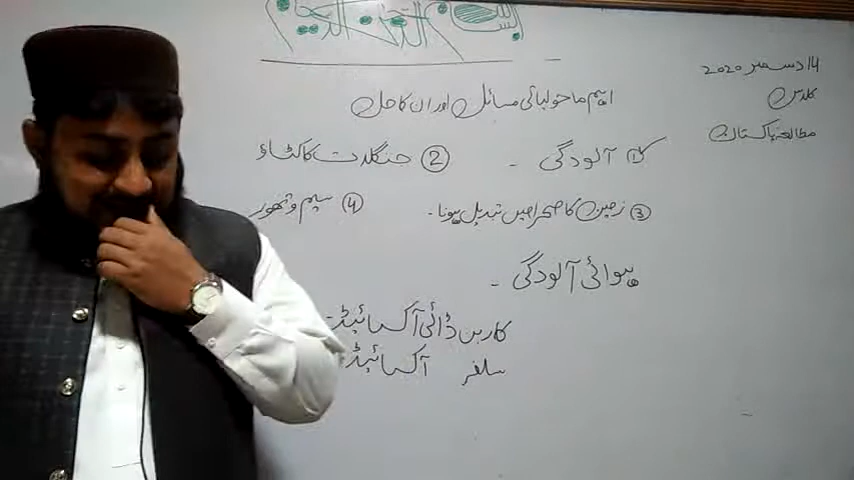 بسم اللہ الرحمن الرحیم
14 دسمبر 2020
کلاس
مطالعہ پاکستان
اہم ماحولیاتی مسائل اور ان کا حل
① آلودگی -
② جنگلات کا کٹاؤ
③ زمین کا صحرا میں تبدیل ہونا -
④ سیم و تھور
ہوائی آلودگی -
کاربن ڈائی آکسائیڈ
سلفر آکسائیڈ